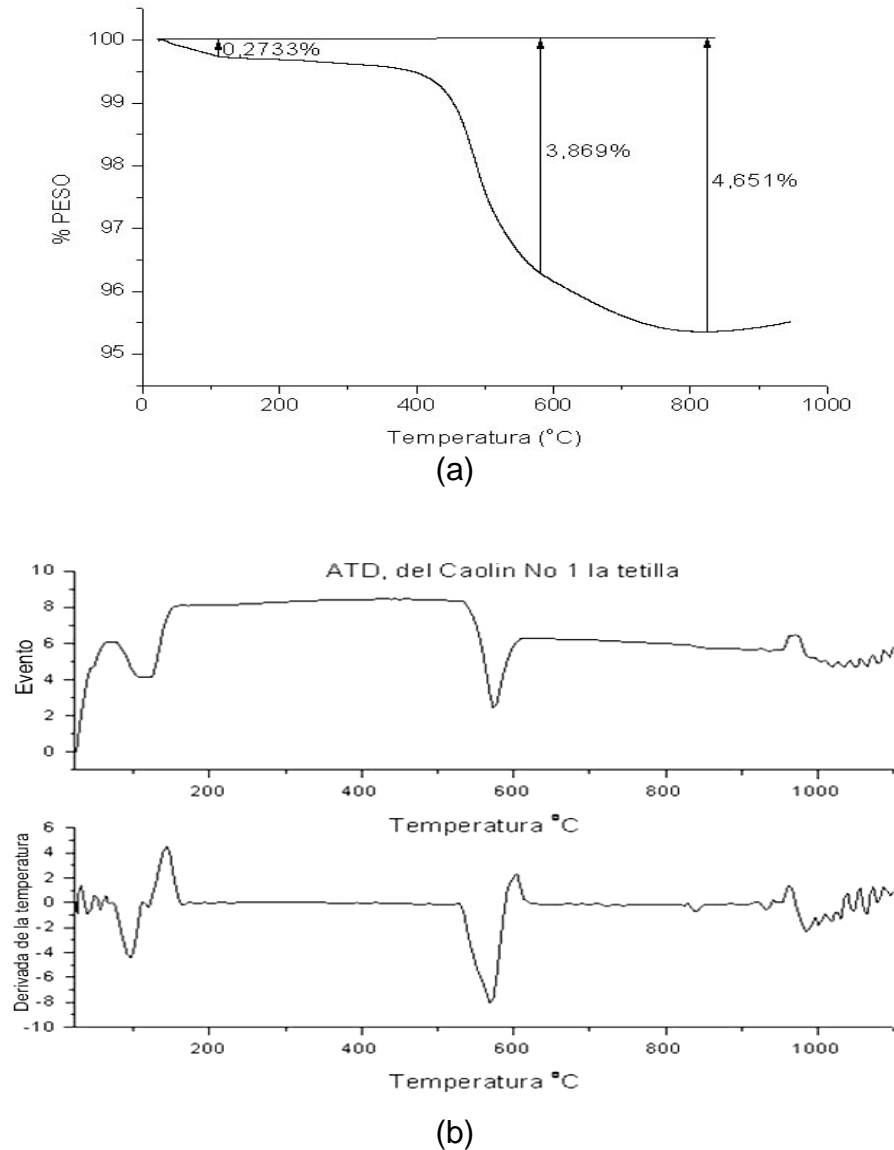 100
99
98
97
96
95
% PESO
0,2733%
3,869%
4,651%
0 200 400 600 800 1000
Temperatura (°C)
(a)
ATD, del Caolin No 1 la tetilla
10
8
6
4
2
0
Evento
200 400 600 800 1000
Temperatura °C
6
4
2
0
-2
-4
-6
-8
-10
Derivada de la temperatura
200 400 600 800 1000
Temperatura °C
(b)